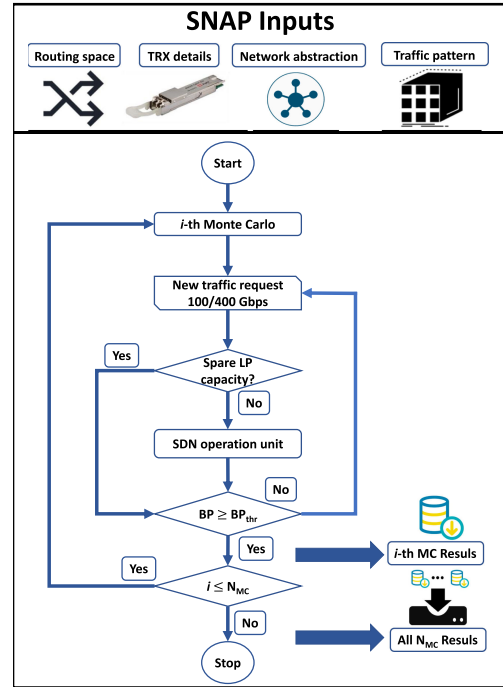 SNAP Inputs
Routing space
TRX details
Network abstraction
Traffic pattern
Start
i-th Monte Carlo
New traffic request
100/400 Gbps
Yes
Spare LP
capacity?
No
SDN operation unit
No
BP ≥ BPthr
Yes
i-th MC Resuls
Yes
i ≤ NMC
No
All NMC Resuls
Stop